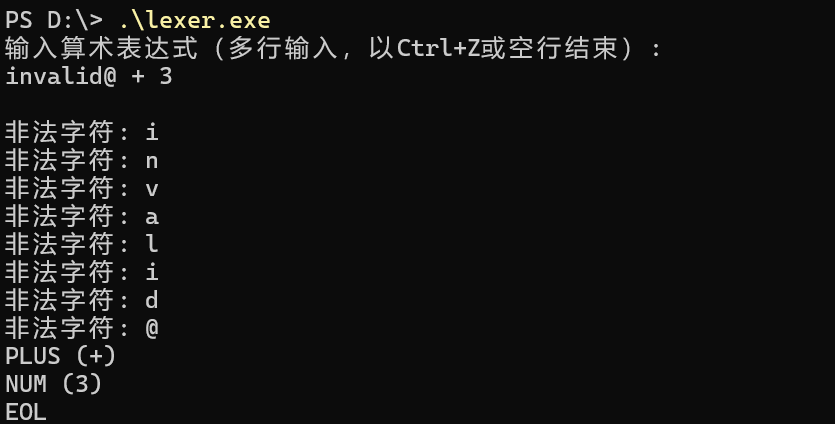 PS D:\> .\lexer.exe
输入算术表达式（多行输入，以Ctrl+Z或空行结束）:
invalid@ + 3
非法字符: i
非法字符: n
非法字符: v
非法字符: a
非法字符: l
非法字符: i
非法字符: d
非法字符: @
PLUS (+)
NUM (3)
EOL